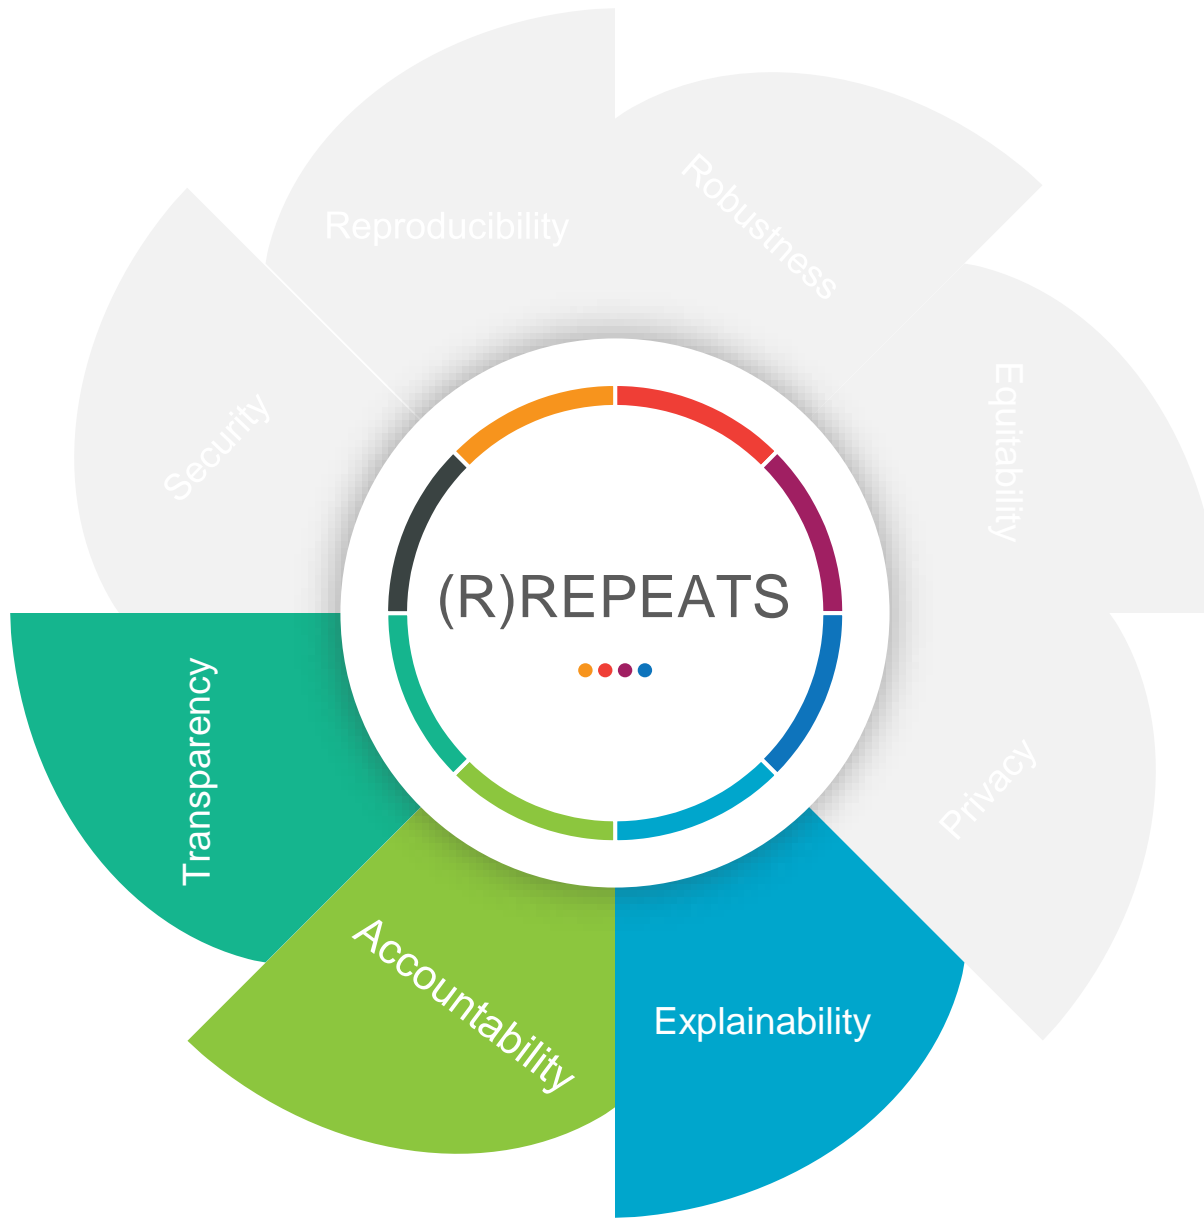 Reproducibility
Robustness
Equitability
Security
(R)REPEATS
Transparency
Privacy
Accountability
Explainability